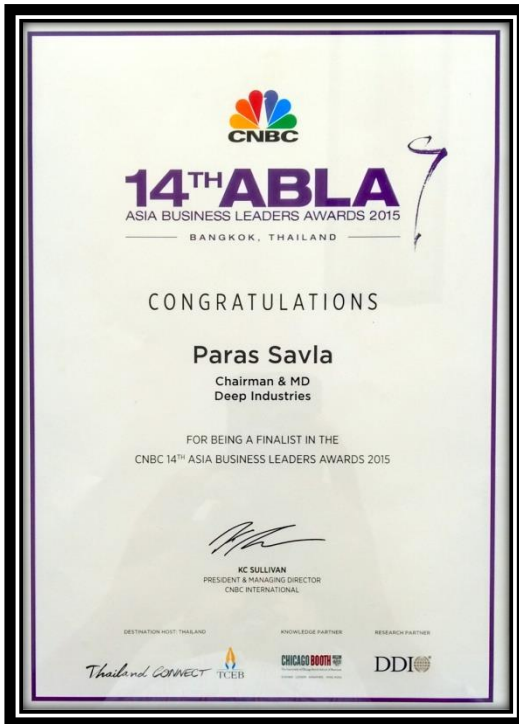 CNBC
14TH ABLA
ASIA BUSINESS LEADERS AWARDS 2015
BANGKOK, THAILAND
CONGRATULATIONS
Paras Savla
Chairman & MD
Deep Industries
FOR BEING A FINALIST IN THE
CNBC 14TH ASIA BUSINESS LEADERS AWARDS 2015
KC SULLIVAN
PRESIDENT & MANAGING DIRECTOR
CNBC INTERNATIONAL
DESTINATION HOST: THAILAND
KNOWLEDGE PARTNER
RESEARCH PARTNER
Thailand CONNECT
TCEB
CHICAGO BOOTH
DDI